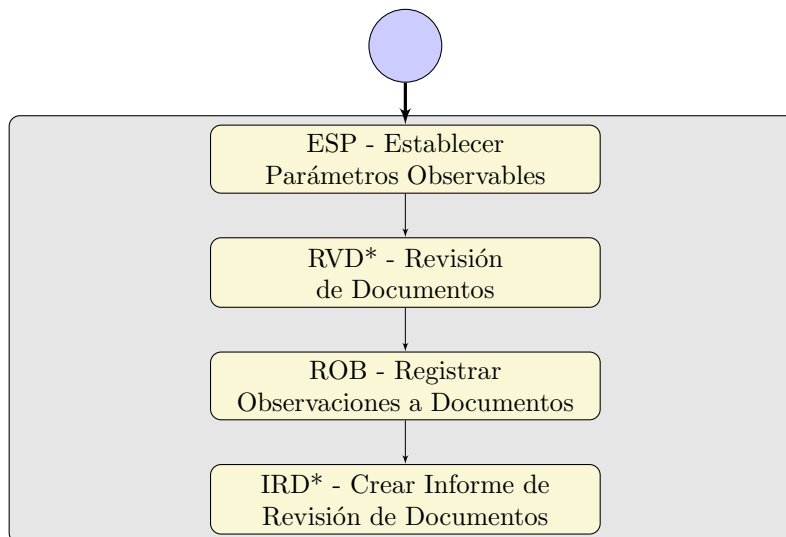 ESP - Establecer
Parámetros Observables
RVD* - Revisión
de Documentos
ROB - Registrar
Observaciones a Documentos
IRD* - Crear Informe de
Revisión de Documentos